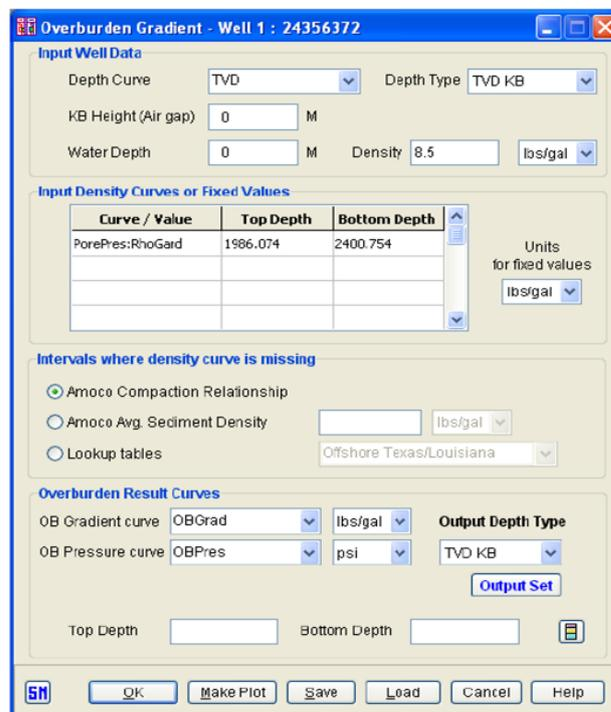 Overburden Gradient - Well 1 : 24356372
Input Well Data
Depth Curve TVD Depth Type TVD KB
KB Height (Air gap) 0 M
Water Depth 0 M Density 8.5 lbs/gal
Input Density Curves or Fixed Values
Curve / Value Top Depth Bottom Depth
PorePres:RhoGard 1986.074 2400.754
Units
for fixed values
lbs/gal
Intervals where density curve is missing
Amoco Compaction Relationship
Amoco Avg. Sediment Density lbs/gal
Lookup tables Offshore Texas/Louisiana
Overburden Result Curves
OB Gradient curve OBGrad lbs/gal Output Depth Type
OB Pressure curve OBPres psi TVD KB
Output Set
Top Depth Bottom Depth
SM OK Make Plot Save Load Cancel Help